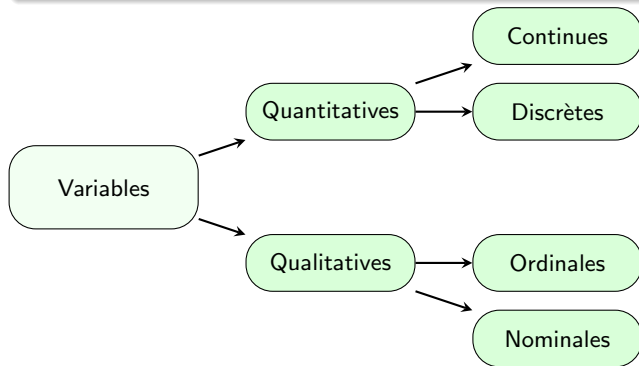 Continues
Quantitatives
Discrètes
Variables
Qualitatives
Ordinales
Nominales